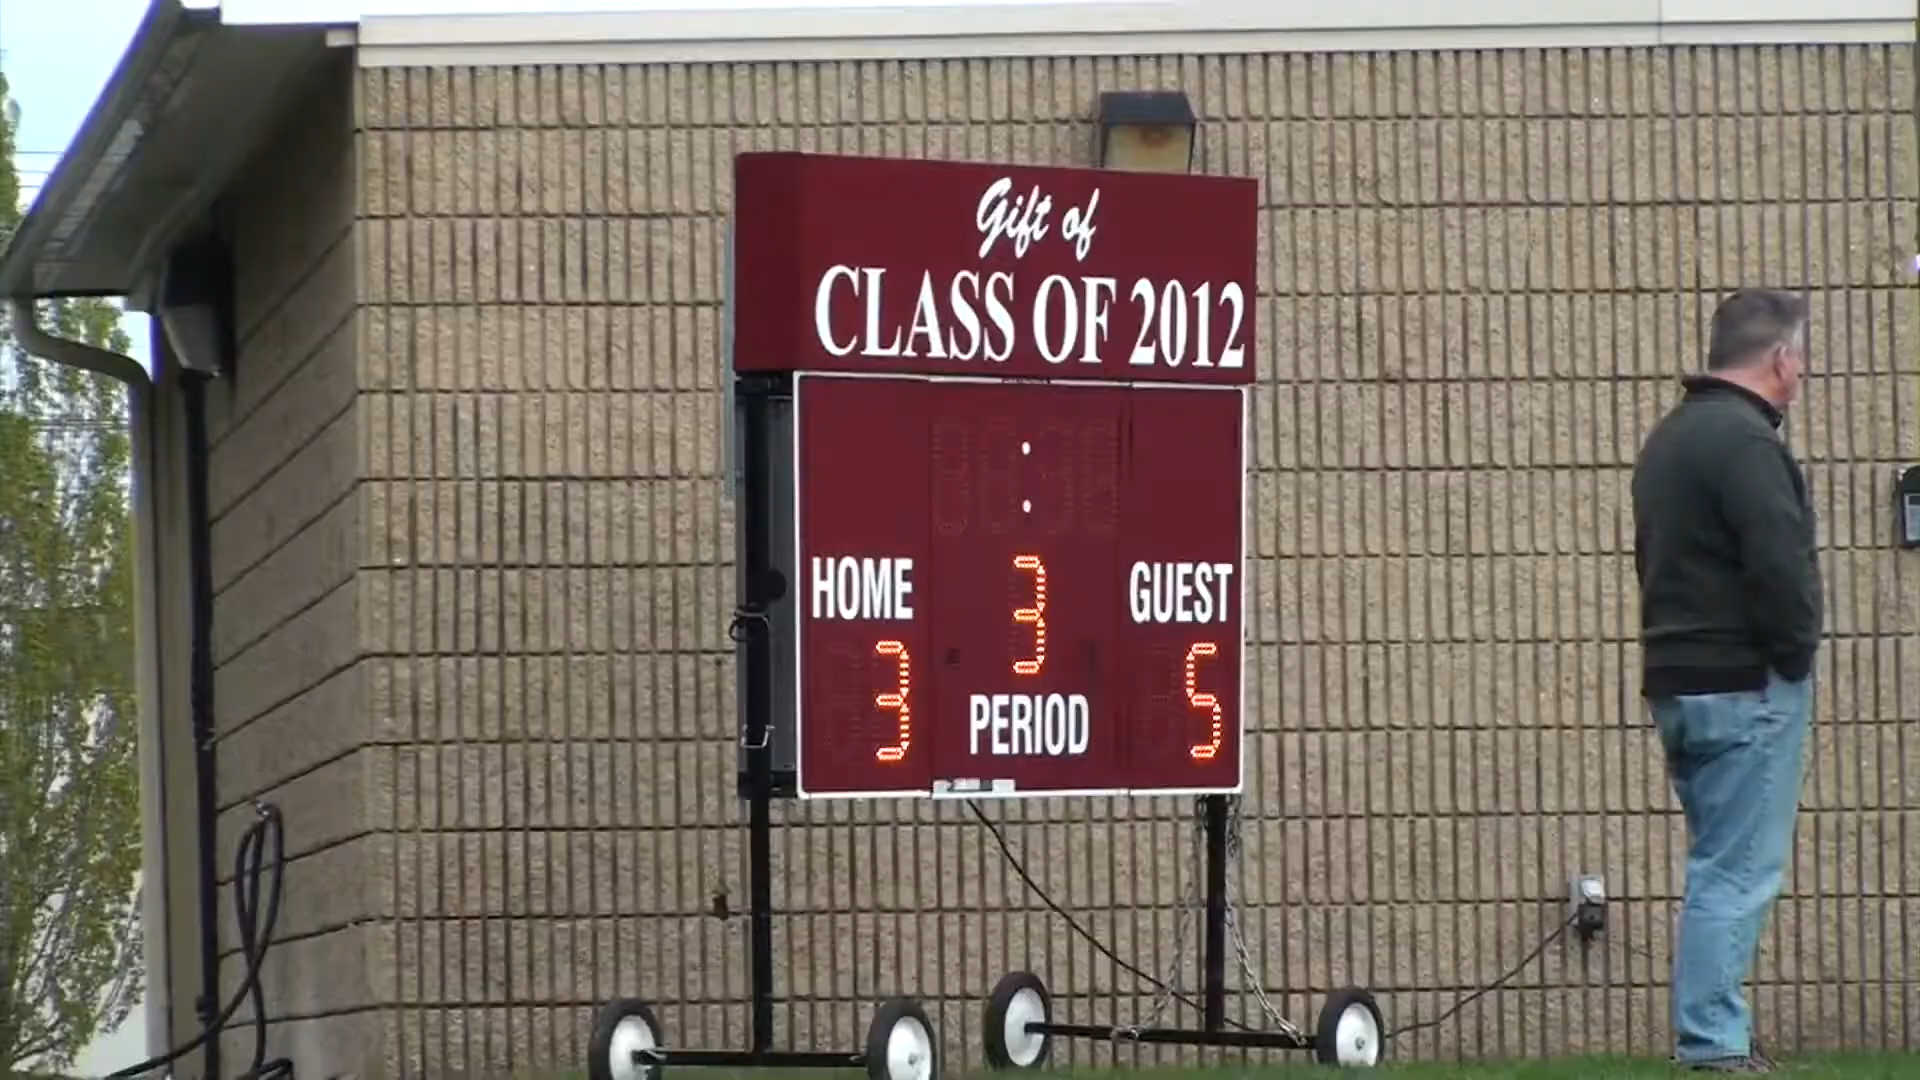 Gift of
CLASS OF 2012
:
HOME 3 GUEST
3 PERIOD 5